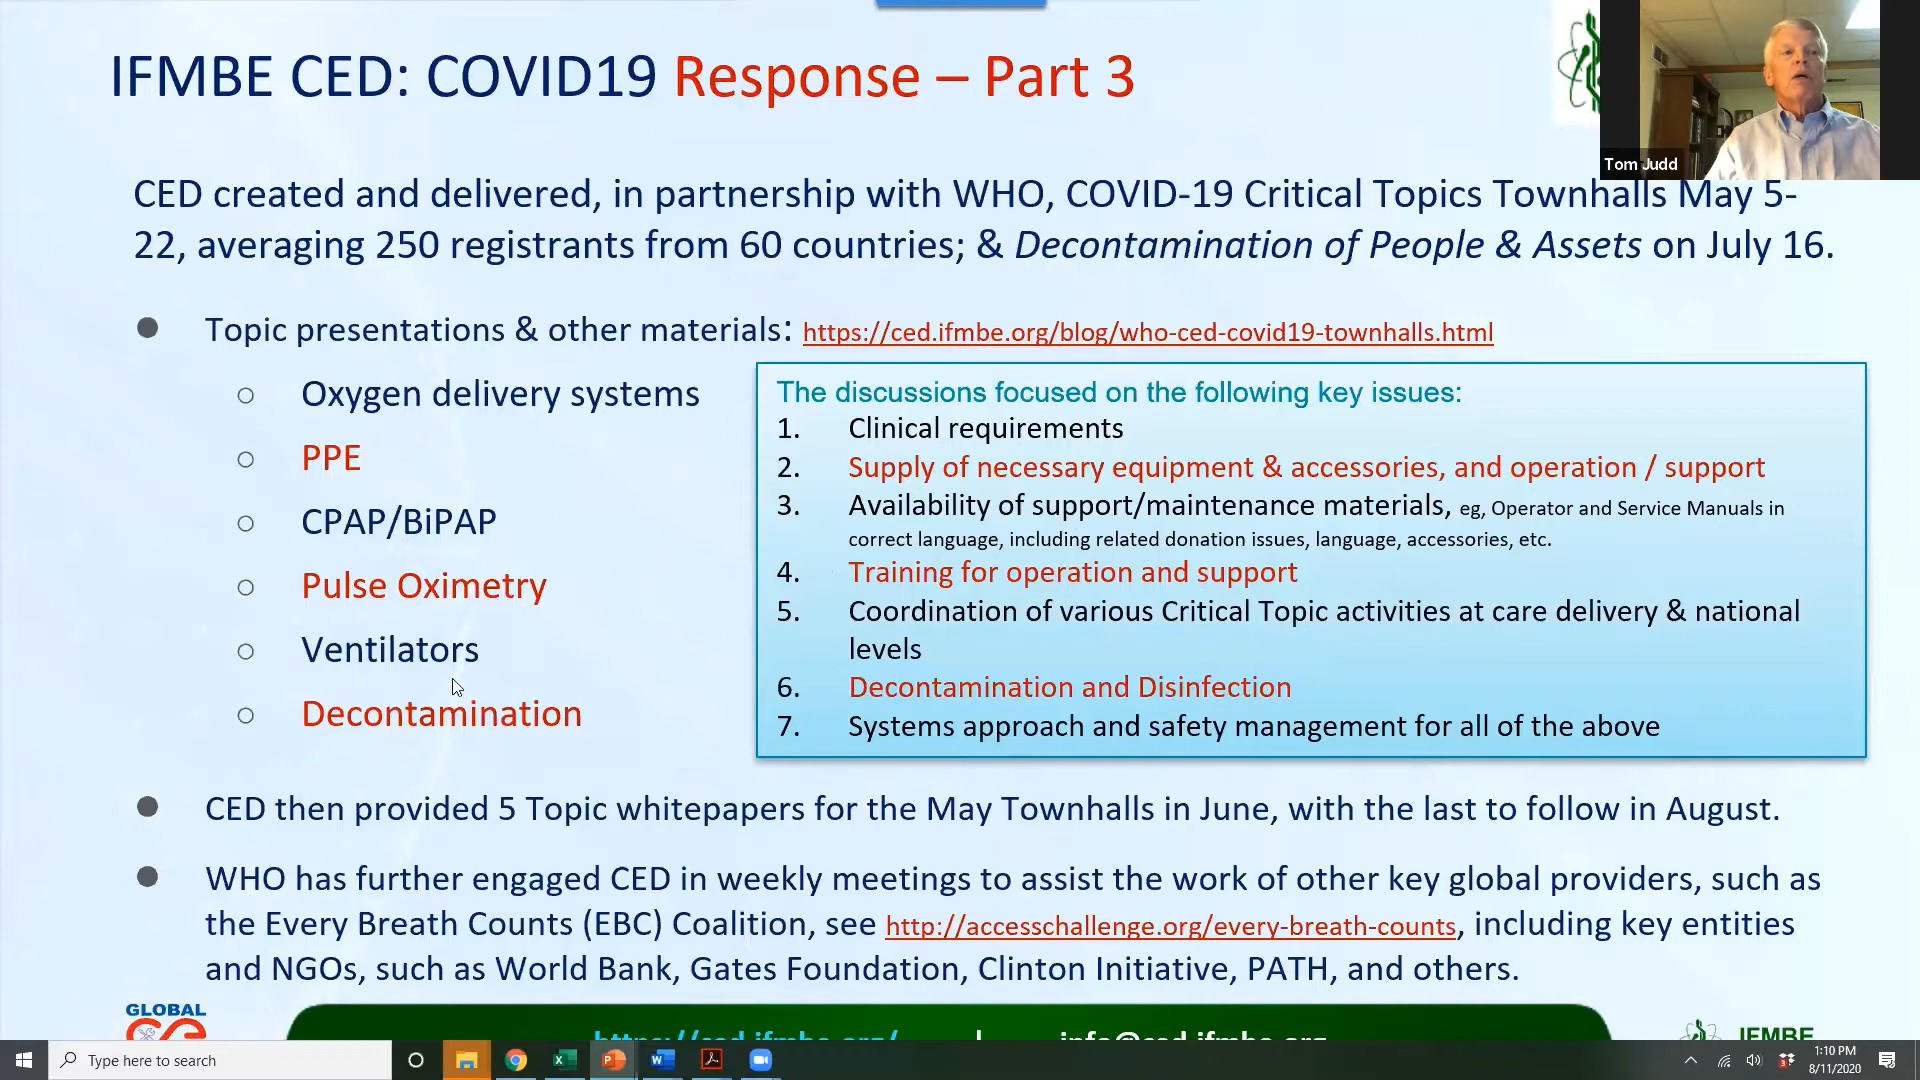 IFMBE CED: COVID19 Response – Part 3
Tom Judd
CED created and delivered, in partnership with WHO, COVID-19 Critical Topics Townhalls May 5-
22, averaging 250 registrants from 60 countries; & Decontamination of People & Assets on July 16.
● Topic presentations & other materials: https://ced.ifmbe.org/blog/who-ced-covid19-townhalls.html
○ Oxygen delivery systems
○ PPE
○ CPAP/BiPAP
○ Pulse Oximetry
○ Ventilators
○ Decontamination
The discussions focused on the following key issues:
1. Clinical requirements
2. Supply of necessary equipment & accessories, and operation / support
3. Availability of support/maintenance materials, eg, Operator and Service Manuals in
correct language, including related donation issues, language, accessories, etc.
4. Training for operation and support
5. Coordination of various Critical Topic activities at care delivery & national
levels
6. Decontamination and Disinfection
7. Systems approach and safety management for all of the above
● CED then provided 5 Topic whitepapers for the May Townhalls in June, with the last to follow in August.
● WHO has further engaged CED in weekly meetings to assist the work of other key global providers, such as
the Every Breath Counts (EBC) Coalition, see http://accesschallenge.org/every-breath-counts, including key entities
and NGOs, such as World Bank, Gates Foundation, Clinton Initiative, PATH, and others.
GLOBAL
https://ced.ifmbe.org/ | info@ced.ifmbe.org
IFMBE
Type here to search
1:10 PM
8/11/2020